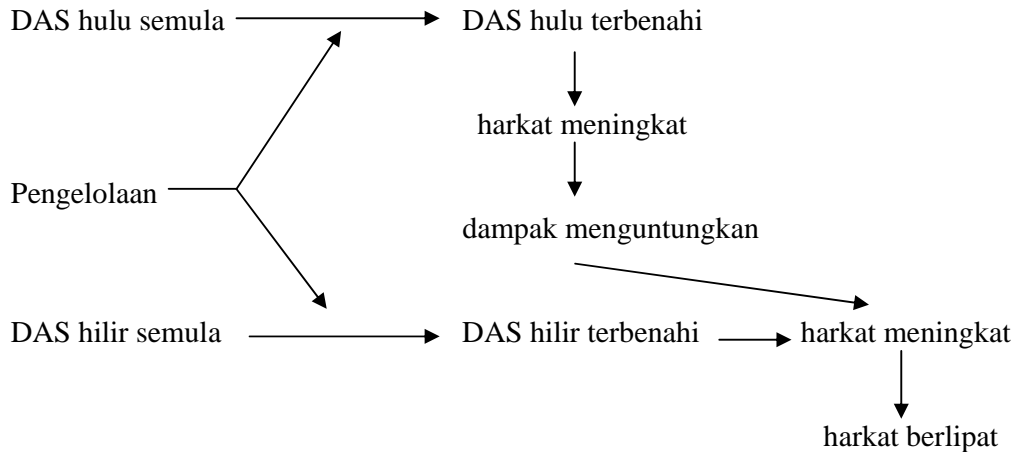 DAS hulu semula DAS hulu terbenahi
harkat meningkat
Pengelolaan
dampak menguntungkan
DAS hilir semula DAS hilir terbenahi harkat meningkat
harkat berlipat